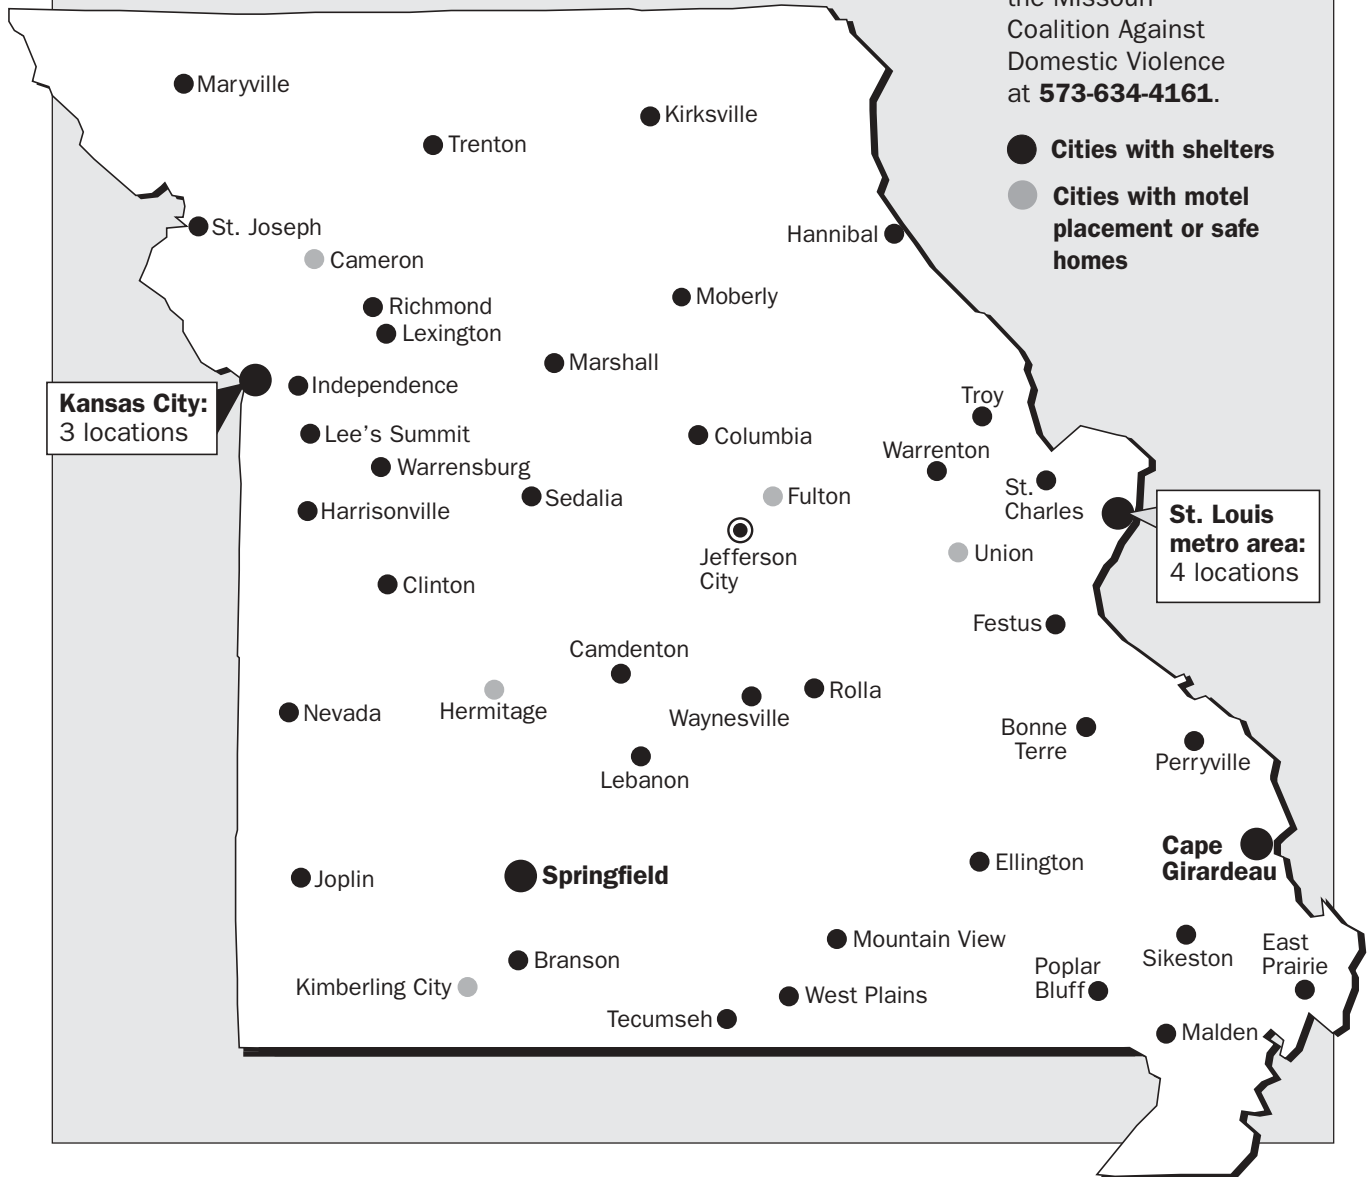 the Missouri
Coalition Against
Domestic Violence
at 573-634-4161.
Cities with shelters
Cities with motel
placement or safe
homes
Maryville
Kirksville
Trenton
St. Joseph
Hannibal
Cameron
Richmond
Moberly
Lexington
Marshall
Independence
Kansas City:
3 locations
Troy
Lee's Summit
Columbia
Warrenton
Warrensburg
St.
Charles
Sedalia
Fulton
Harrisonville
St. Louis
metro area:
4 locations
Jefferson
City
Union
Clinton
Festus
Camdenton
Rolla
Hermitage
Nevada
Waynesville
Bonne
Terre
Perryville
Lebanon
Cape
Girardeau
Ellington
Springfield
Joplin
Mountain View
Sikeston
East
Prairie
Branson
Poplar
Bluff
Kimberling City
West Plains
Tecumseh
Malden